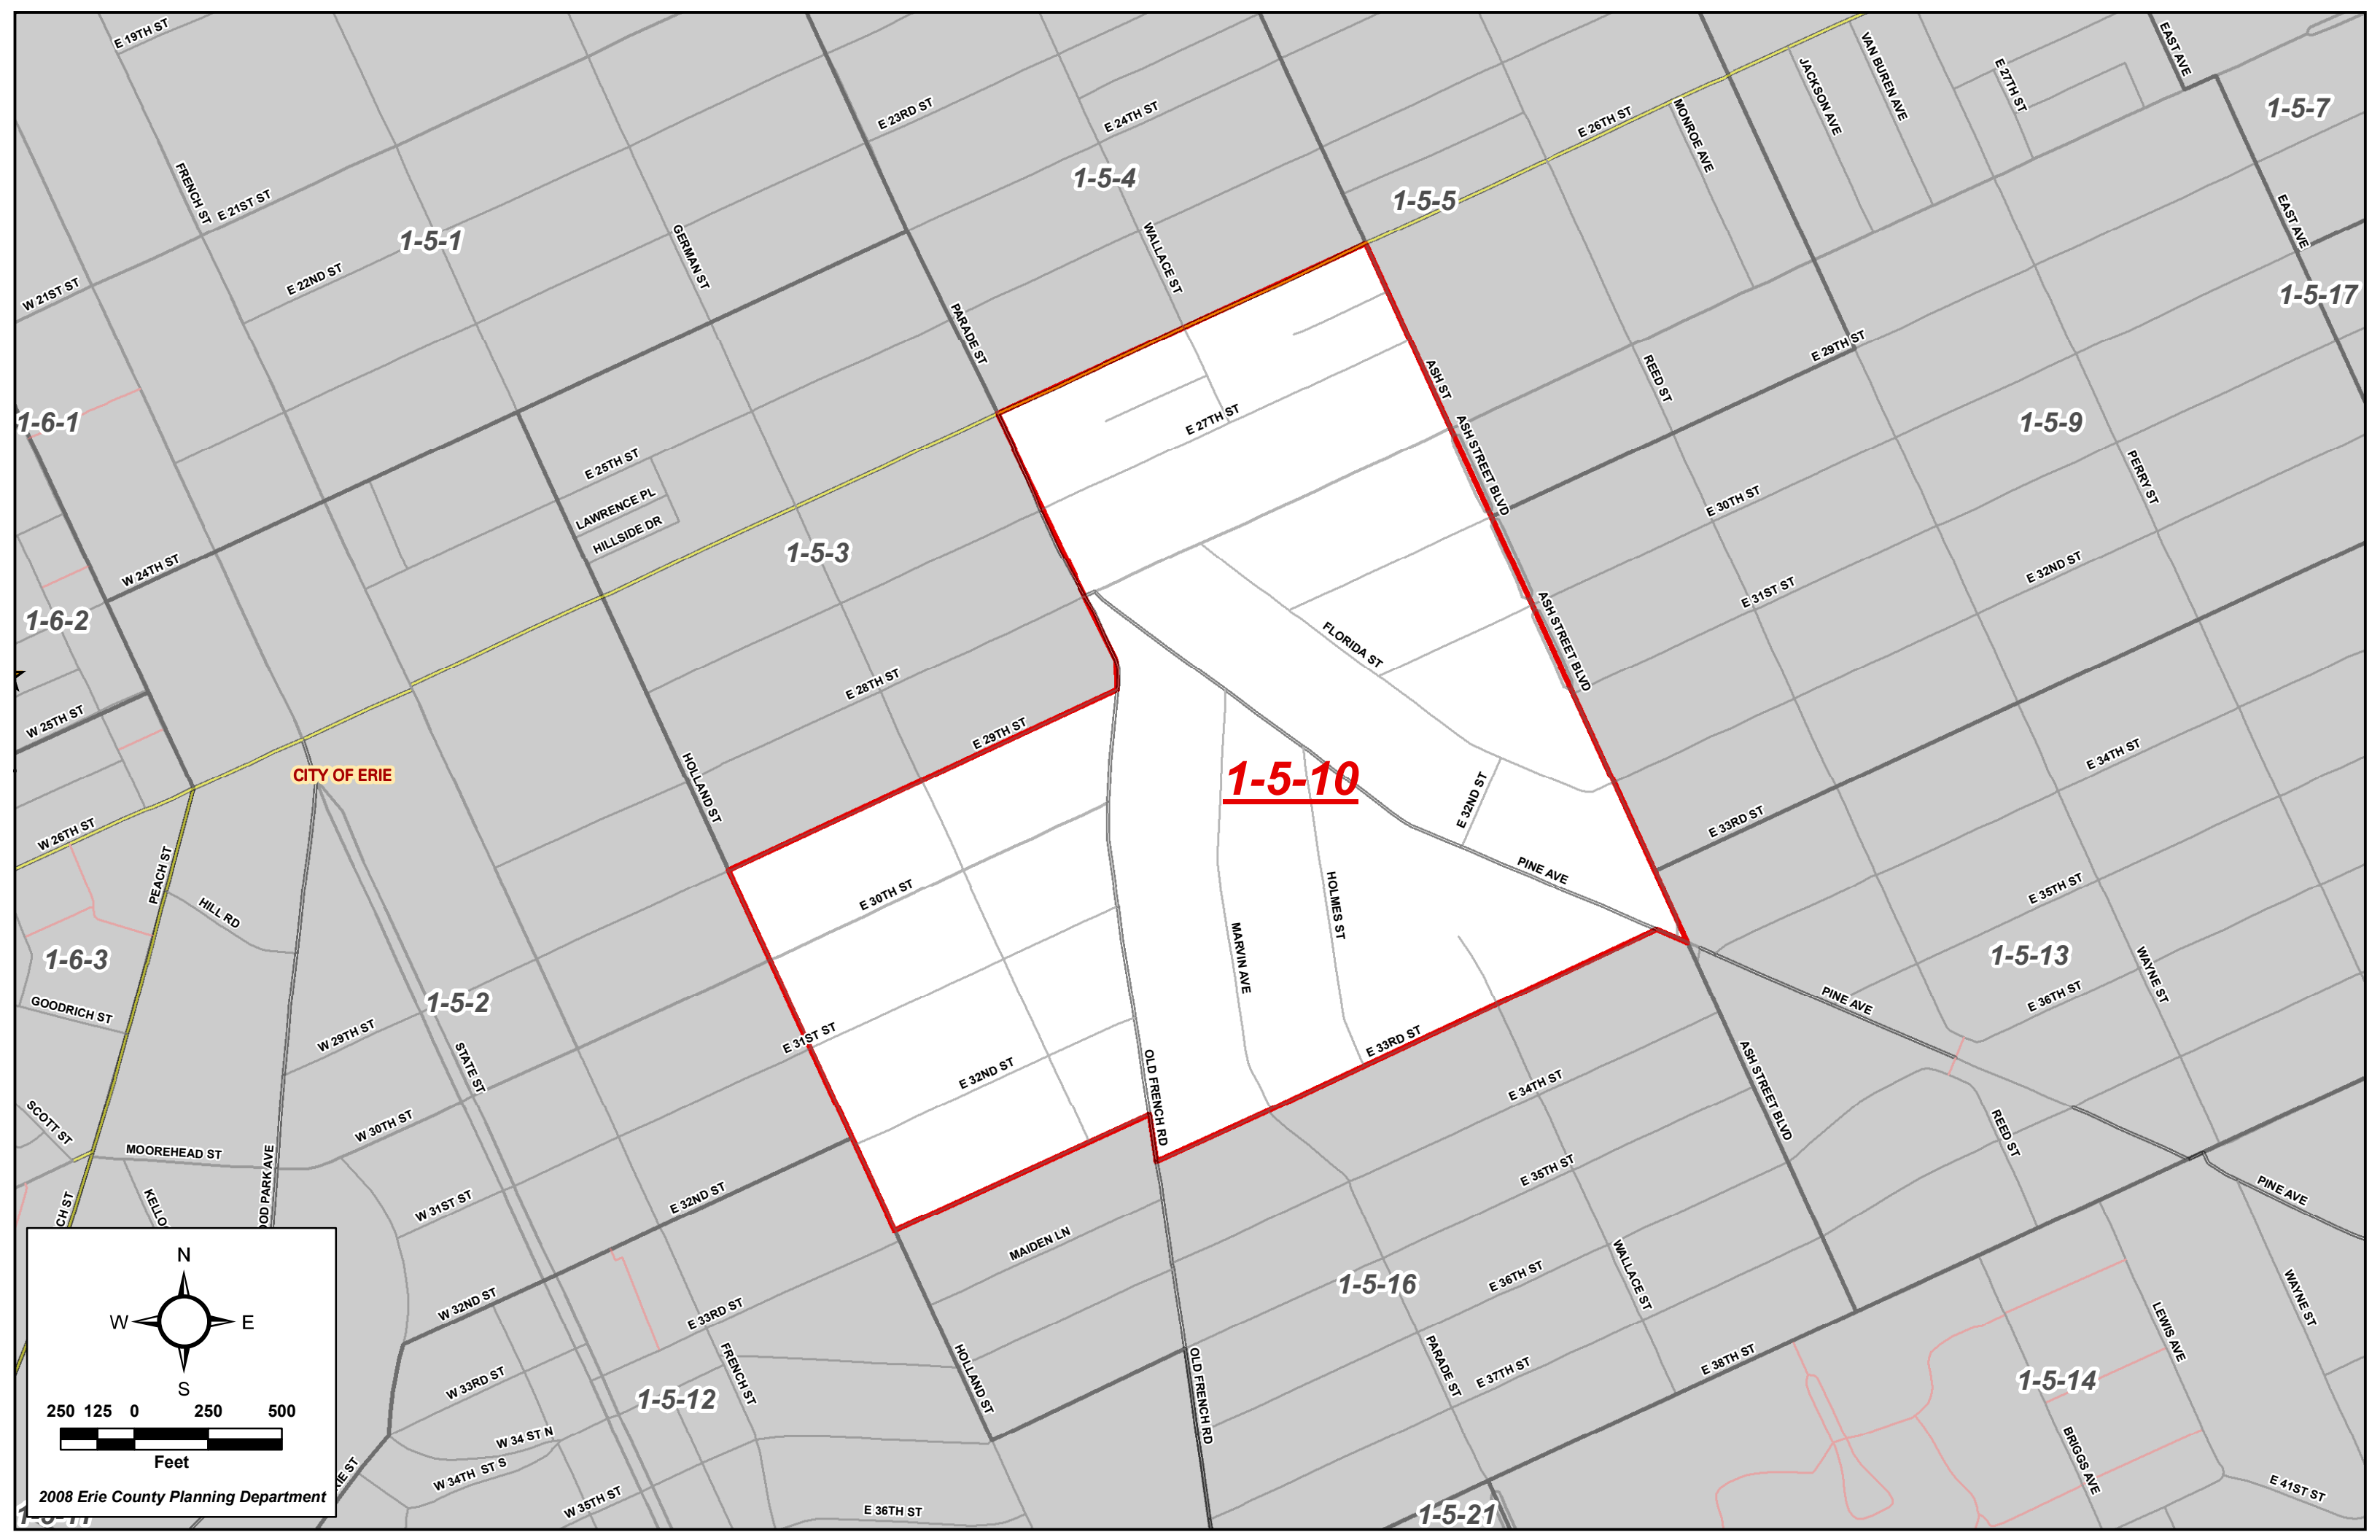 E 19TH ST
EAST AVE
VAN BUREN AVE
JACKSON AVE
E 27TH ST
1-5-7
E 23RD ST
E 24TH ST
E 26TH ST
MONROE AVE
FRENCH ST
E 21ST ST
1-5-4
1-5-5
EAST AVE
1-5-1
GERMAN ST
WALLACE ST
E 22ND ST
W 21ST ST
1-5-17
PARADE ST
ASH ST
REED ST
E 29TH ST
1-6-1
E 27TH ST
ASH STREET BLVD
1-5-9
E 25TH ST
PERRY ST
LAWRENCE PL
HILLSIDE DR
1-5-3
E 30TH ST
W 24TH ST
E 32ND ST
E 31ST ST
1-6-2
FLORIDA ST
ASH STREET BLVD
E 28TH ST
W 25TH ST
E 29TH ST
HOLLAND ST
CITY OF ERIE
1-5-10
E 34TH ST
E 32ND ST
E 33RD ST
W 26TH ST
PEACH ST
PINE AVE
HILL RD
E 30TH ST
HOLMES ST
E 35TH ST
MARVIN AVE
1-6-3
1-5-13
WAYNE ST
1-5-2
GOODRICH ST
PINE AVE
E 36TH ST
W 29TH ST
E 31ST ST
E 33RD ST
STATE ST
E 32ND ST
OLD FRENCH RD
ASH STREET BLVD
E 34TH ST
SCOTT ST
W 30TH ST
REED ST
MOOREHEAD ST
OOD PARK AVE
E 35TH ST
PINE AVE
E 32ND ST
KELLO
CH ST
W 31ST ST
MAIDEN LN
1-5-16
E 36TH ST
WALLACE ST
WAYNE ST
N
W
E
S
W 32ND ST
E 33RD ST
LEWIS AVE
FRENCH ST
HOLLAND ST
OLD FRENCH RD
PARADE ST
E 37TH ST
E 38TH ST
W 33RD ST
1-5-12
1-5-14
250 125 0 250 500
Feet
W 34 ST N
W 34TH ST S
BRIGGS AVE
E 41ST ST
W 35TH ST
E 36TH ST
1-5-21
2008 Erie County Planning Department